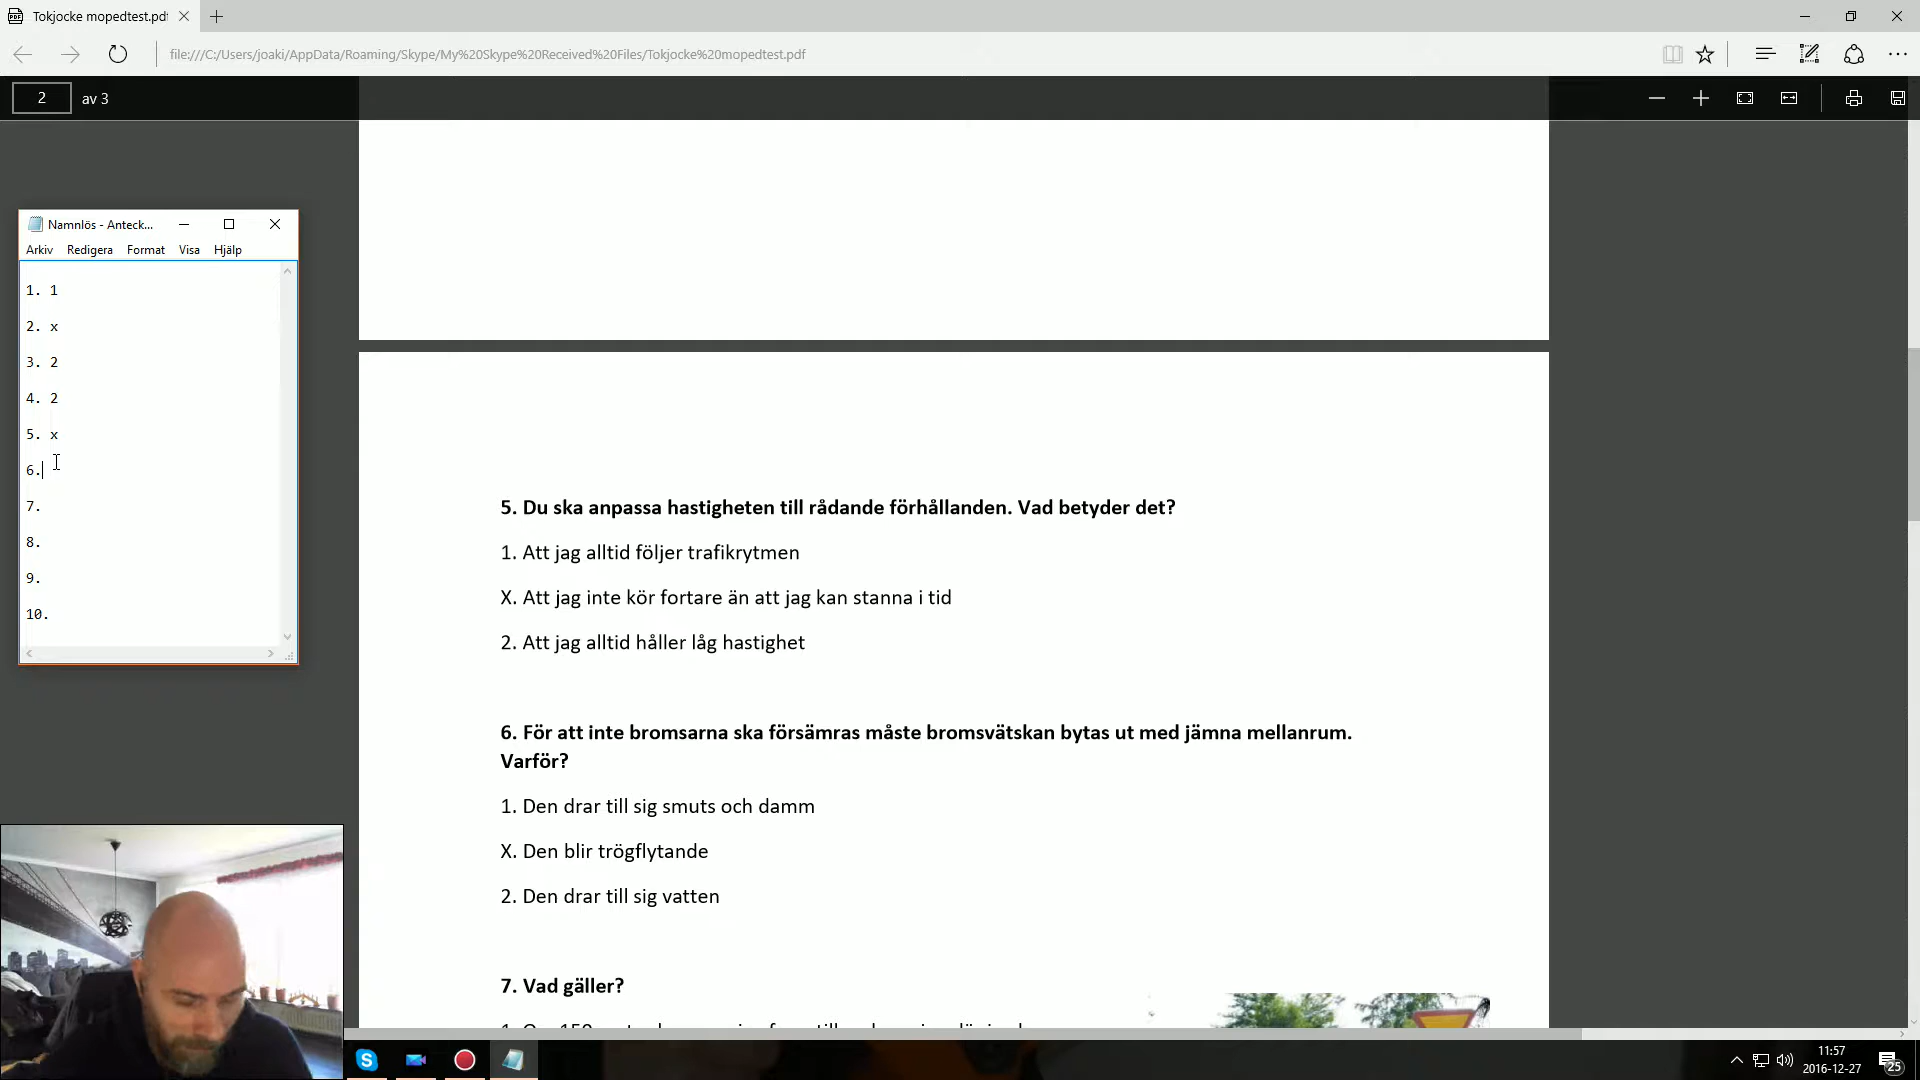 Tokjocke mopedtest.pdf
file:///C:/Users/joaki/AppData/Roaming/Skype/My%20Skype%20Received%20Files/Tokjocke%20mopedtest.pdf
2 av 3
Namnlös - Anteck...
Arkiv Redigera Format Visa Hjälp
1. 1
2. x
3. 2
4. 2
5. x
6.
7.
8.
9.
10.
5. Du ska anpassa hastigheten till rådande förhållanden. Vad betyder det?
1. Att jag alltid följer trafikrytmen
X. Att jag inte kör fortare än att jag kan stanna i tid
2. Att jag alltid håller låg hastighet
6. För att inte bromsarna ska försämras måste bromsvätskan bytas ut med jämna mellanrum.
Varför?
1. Den drar till sig smuts och damm
X. Den blir trögflytande
2. Den drar till sig vatten
7. Vad gäller?
11:57
2016-12-27
25